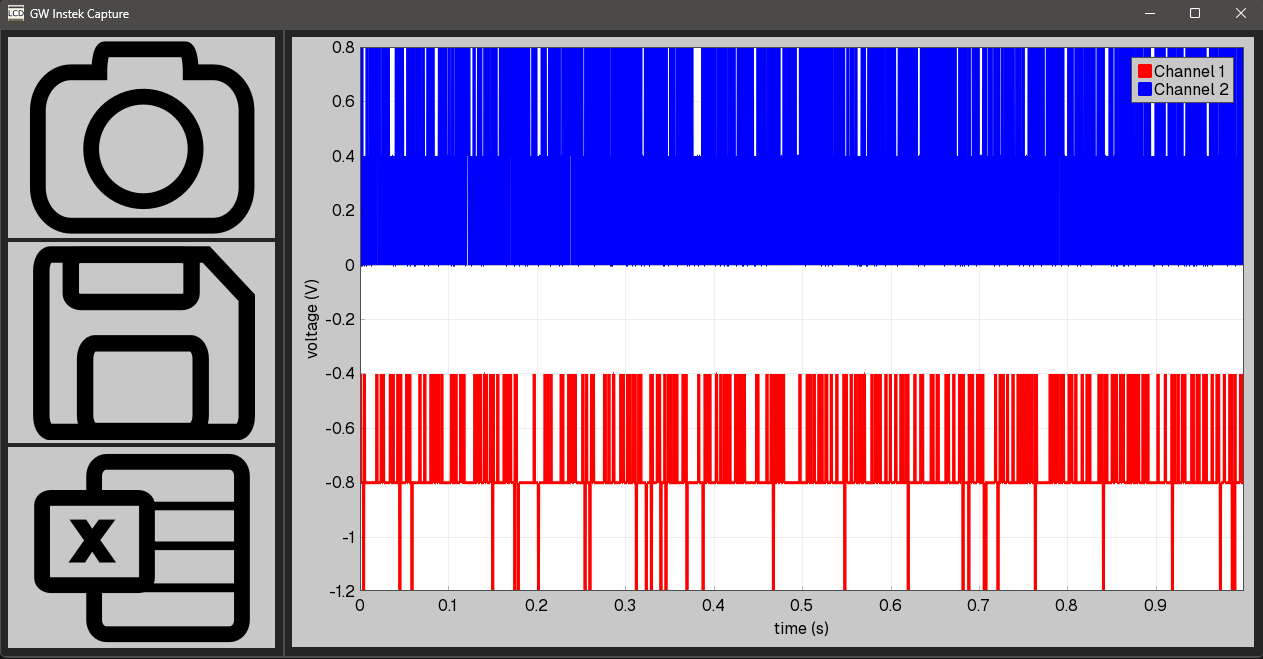 LCD GW Instek Capture
X
0.8
0.6
0.4
0.2
0
-0.2
-0.4
-0.6
-0.8
-1
-1.2
voltage (V)
Channel 1
Channel 2
0 0.1 0.2 0.3 0.4 0.5 0.6 0.7 0.8 0.9
time (s)